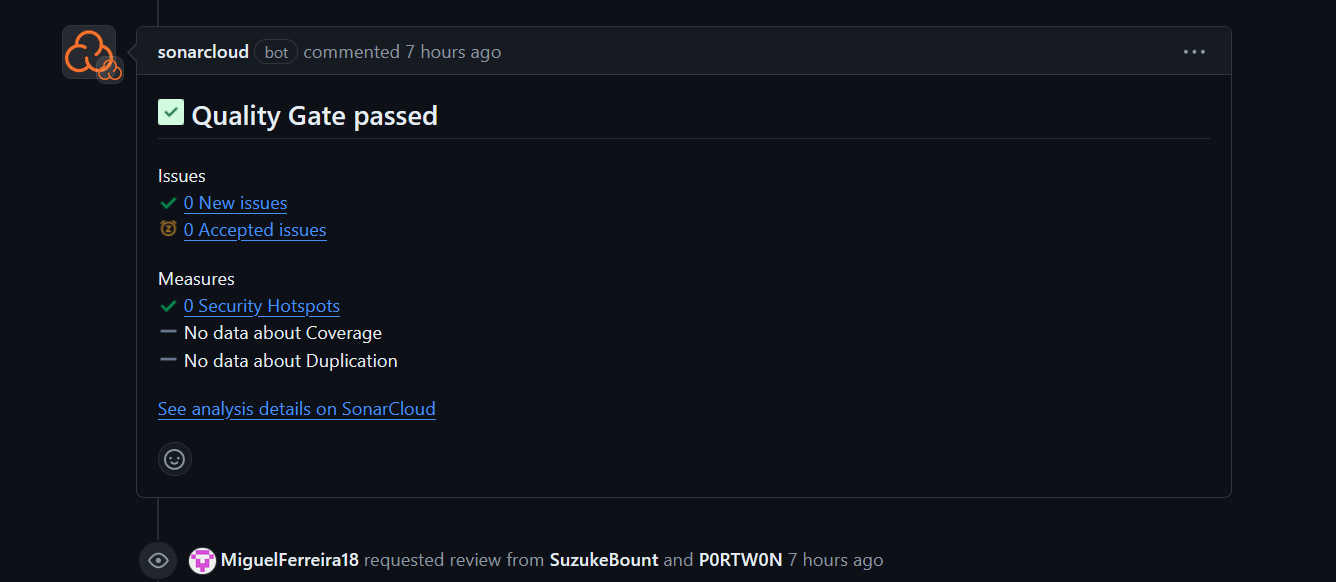 sonarcloud bot commented 7 hours ago
Quality Gate passed
Issues
0 New issues
0 Accepted issues
Measures
0 Security Hotspots
No data about Coverage
No data about Duplication
See analysis details on SonarCloud
MiguelFerreira18 requested review from SuzukeBount and P0RTW0N 7 hours ago